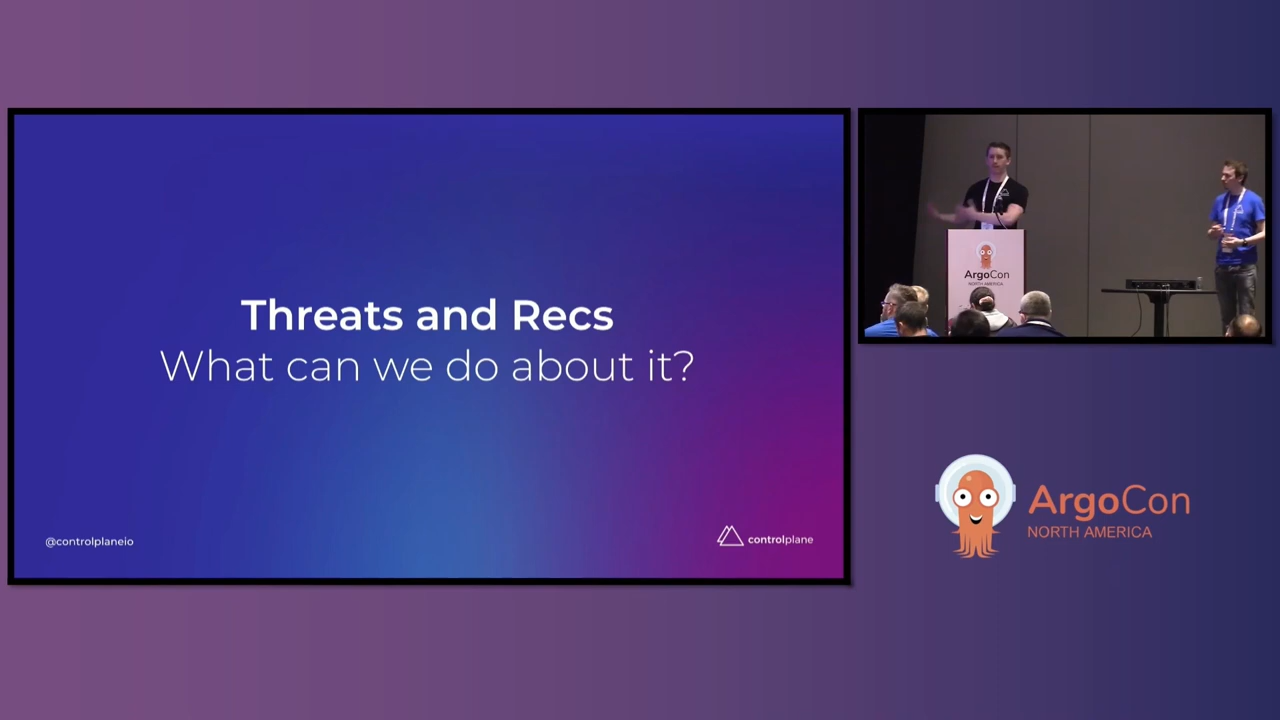 Threats and Recs
What can we do about it?
@controlplaneio
controlplane
ArgoCon
NORTH AMERICA
ArgoCon
NORTH AMERICA